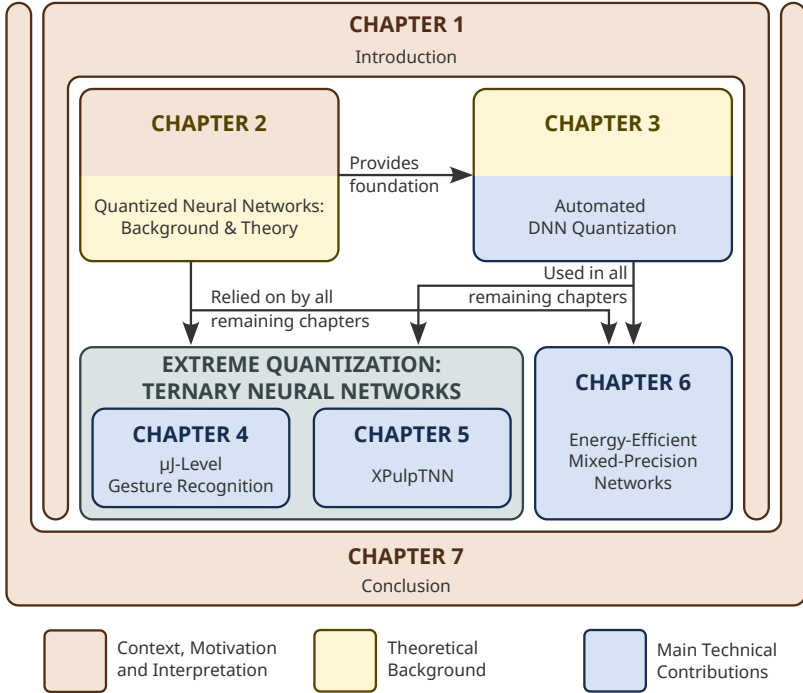 CHAPTER 1
Introduction
CHAPTER 2
Quantized Neural Networks:
Background & Theory
Provides
foundation
CHAPTER 3
Automated
DNN Quantization
Relied on by all
remaining chapters
Used in all
remaining chapters
EXTREME QUANTIZATION:
TERNARY NEURAL NETWORKS
CHAPTER 4
µJ-Level
Gesture Recognition
CHAPTER 5
XPulpTNN
CHAPTER 6
Energy-Efficient
Mixed-Precision
Networks
CHAPTER 7
Conclusion
Context, Motivation
and Interpretation
Theoretical
Background
Main Technical
Contributions